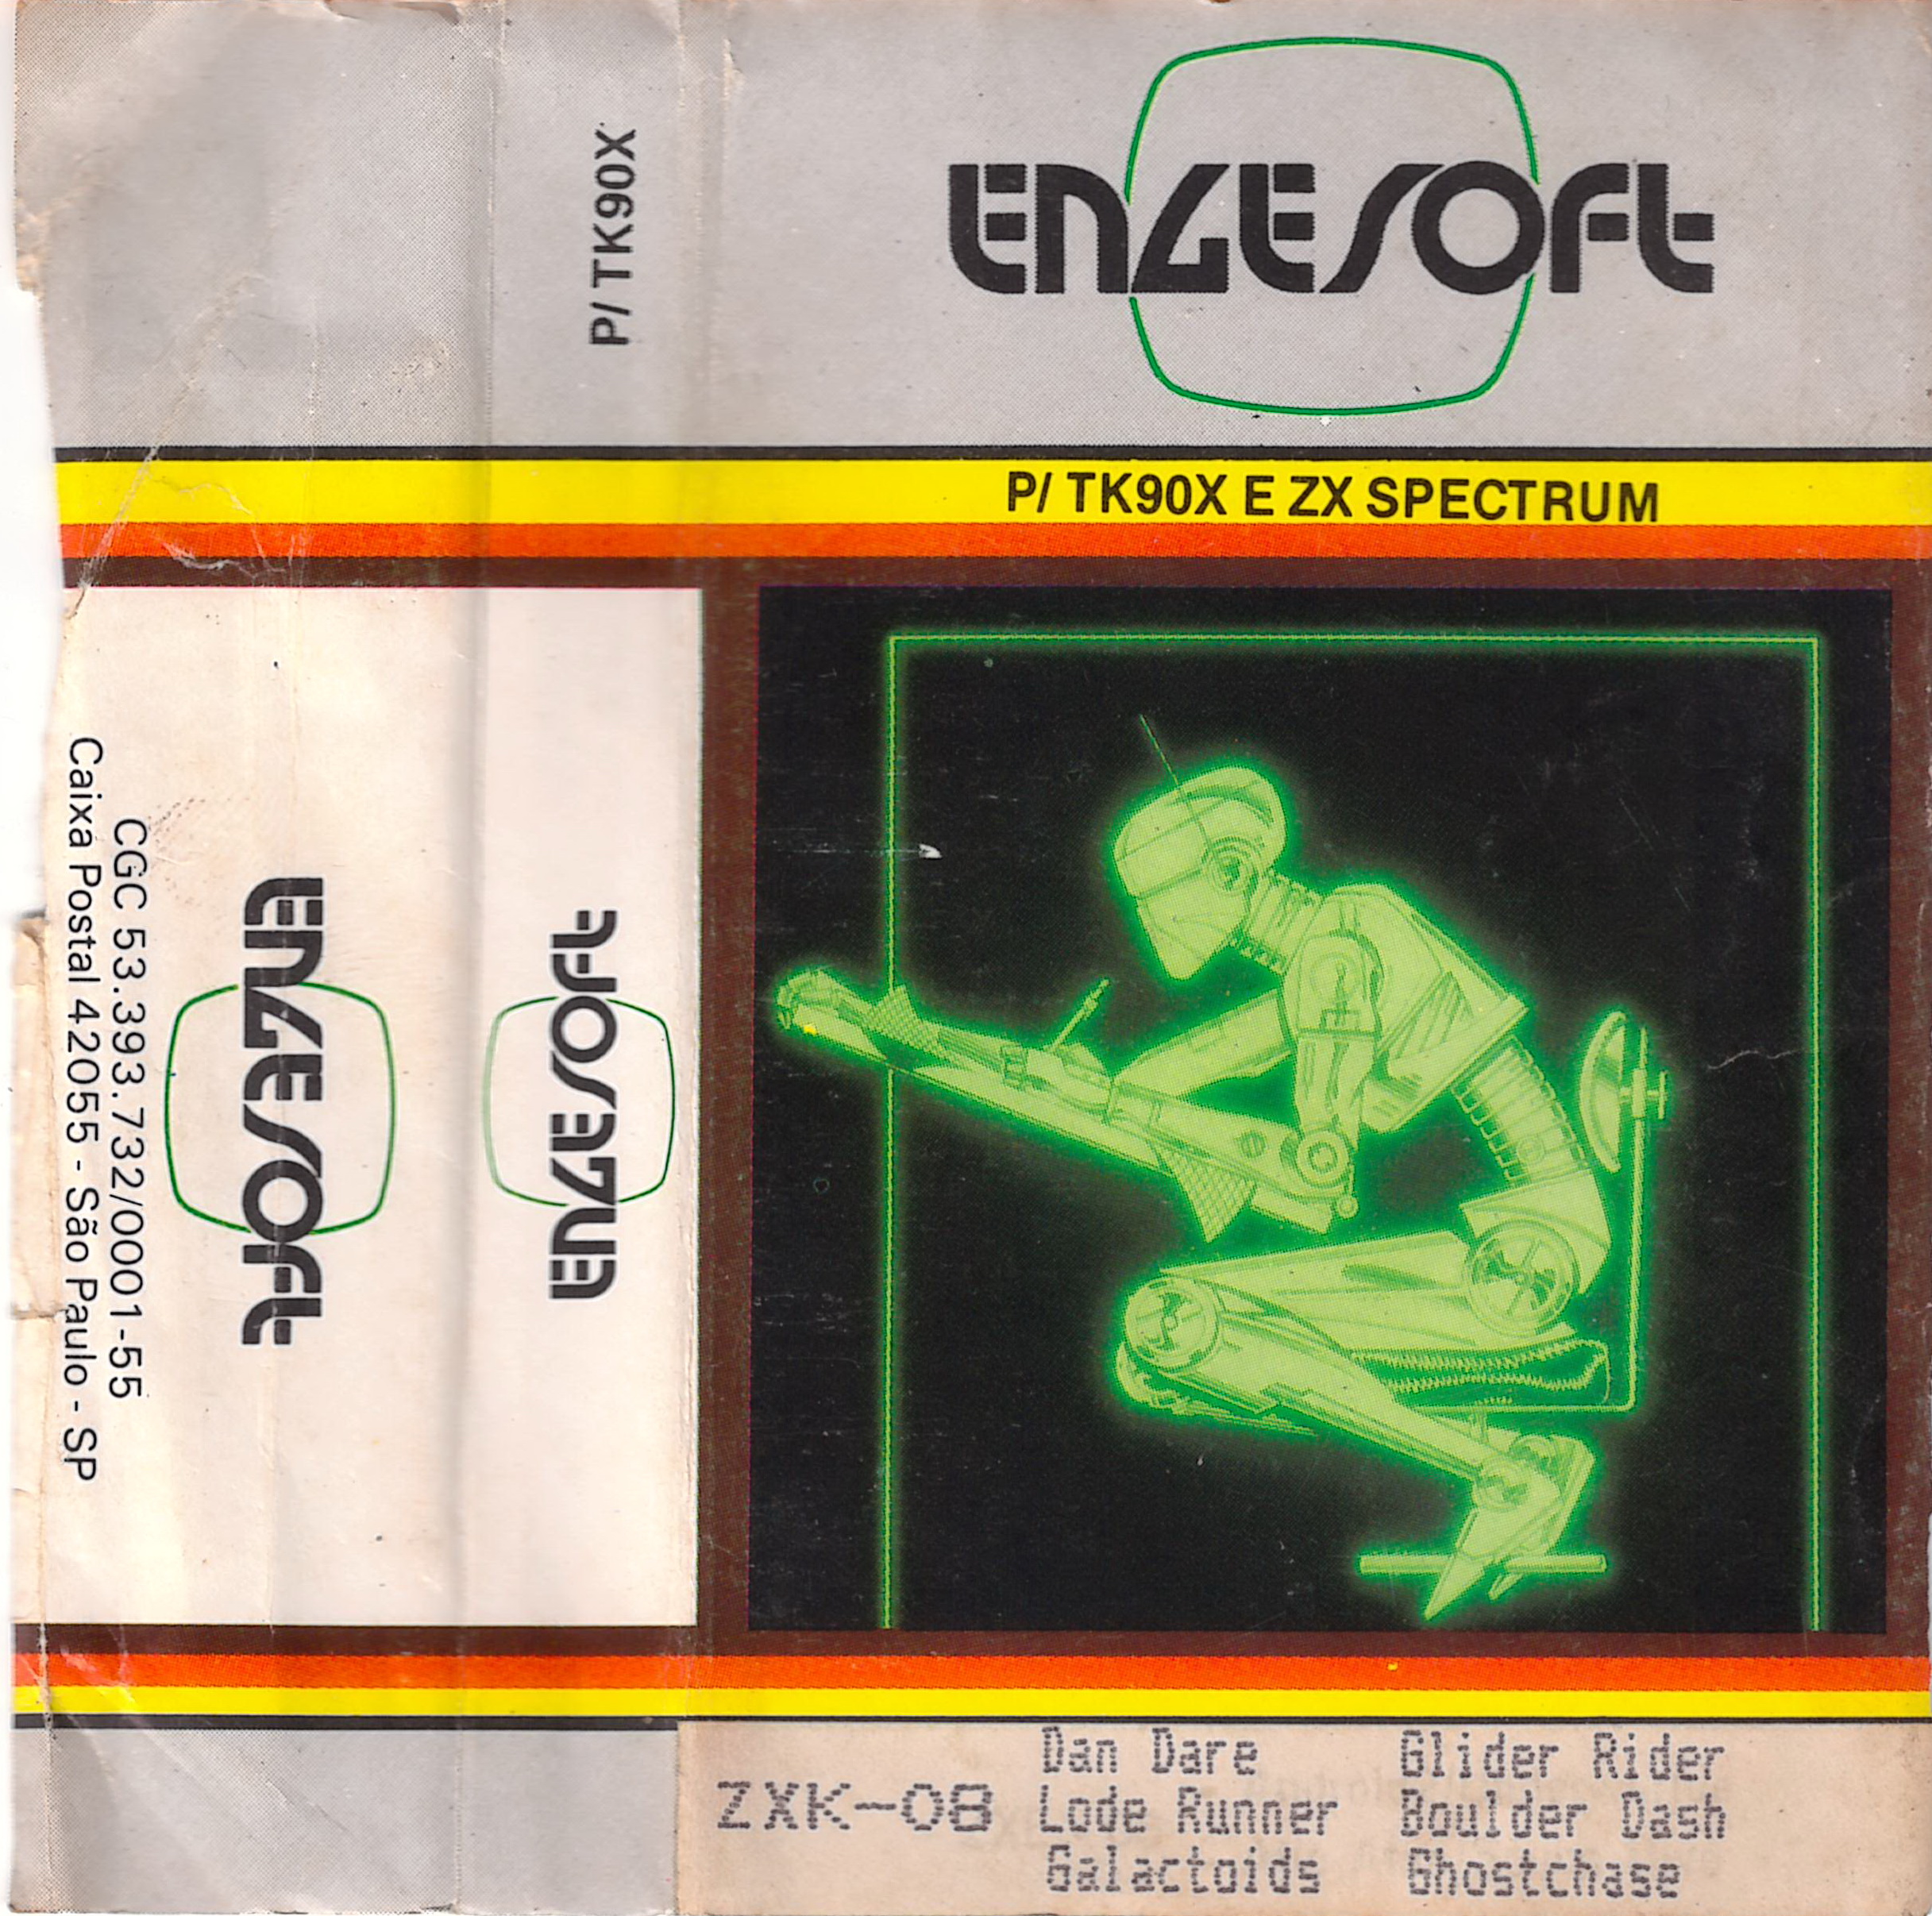 P/ TK90X
ENGESOFT
P/ TK90X E ZX SPECTRUM
CGC 53.393.732/0001-55
Caixa Postal 42055 - São Paulo - SP
ENGESOFT
ENGESOFT
ZXK-08
Dan Dare
Glider Rider
Lode Runner
Boulder Dash
Galactoids
Ghostchase